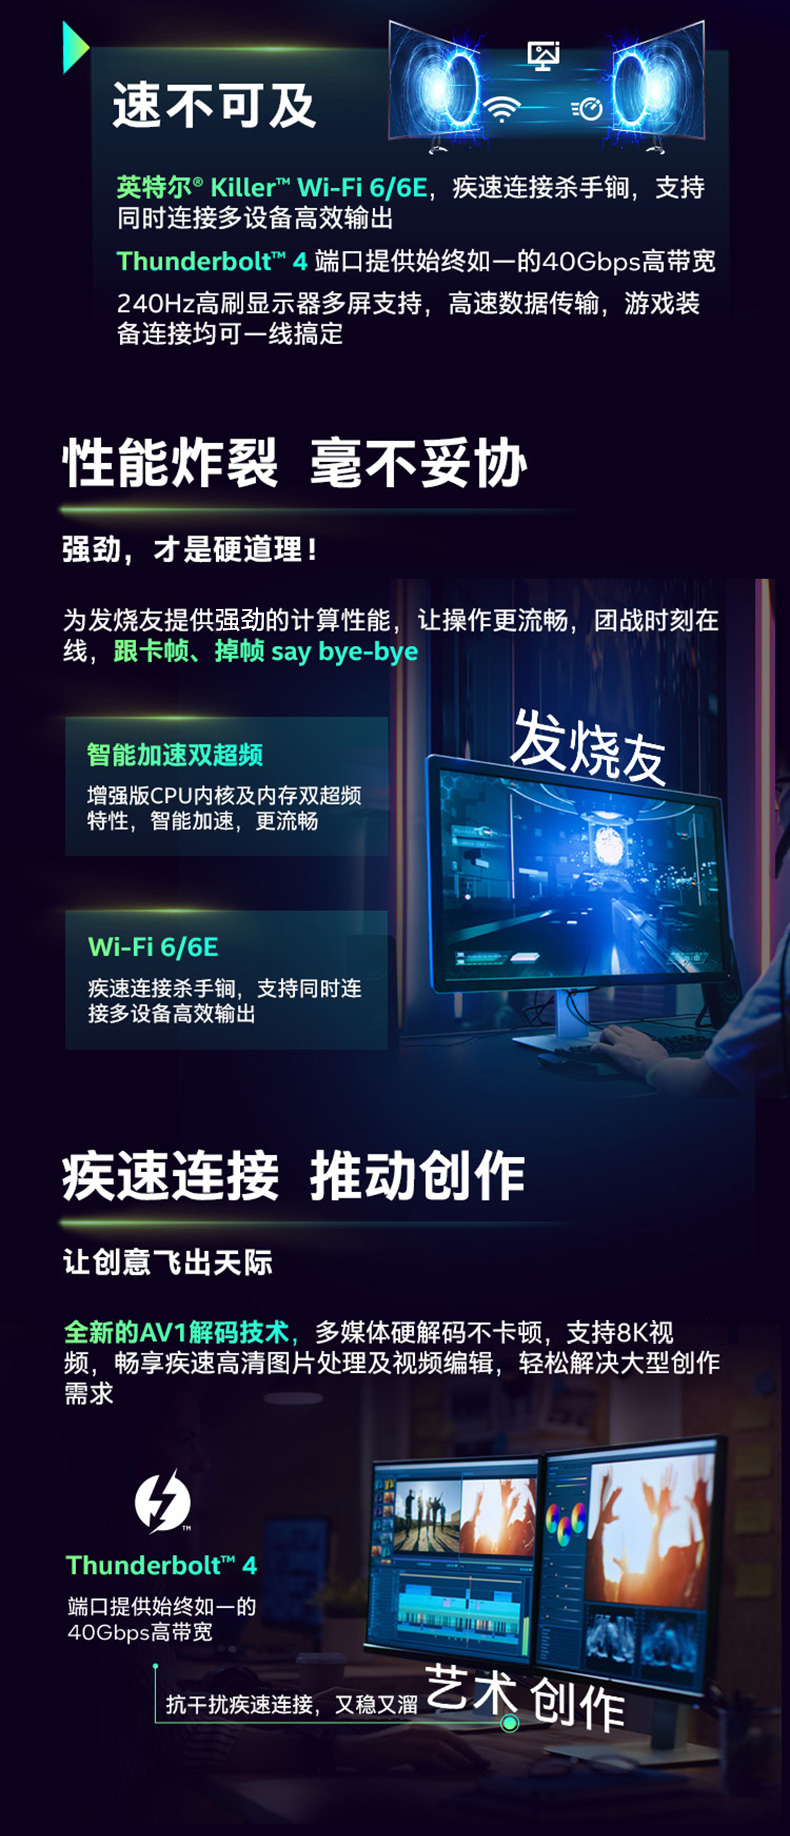 速不可及
英特尔® Killer™ Wi-Fi 6/6E，疾速连接杀手锏，支持
同时连接多设备高效输出
Thunderbolt™ 4 端口提供始终如一的40Gbps高带宽
240Hz高刷显示器多屏支持，高速数据传输，游戏装
备连接均可一线搞定
性能炸裂 毫不妥协
强劲，才是硬道理！
为发烧友提供强劲的计算性能，让操作更流畅，团战时刻在
线，跟卡帧、掉帧 say bye-bye
发烧友
智能加速双超频
增强版CPU内核及内存双超频
特性，智能加速，更流畅
Wi-Fi 6/6E
疾速连接杀手锏，支持同时连
接多设备高效输出
疾速连接 推动创作
让创意飞出天际
全新的AV1解码技术，多媒体硬解码不卡顿，支持8K视
频，畅享疾速高清图片处理及视频编辑，轻松解决大型创作
需求
Thunderbolt™ 4
端口提供始终如一的
40Gbps高带宽
抗干扰疾速连接，又稳又溜
艺术创作